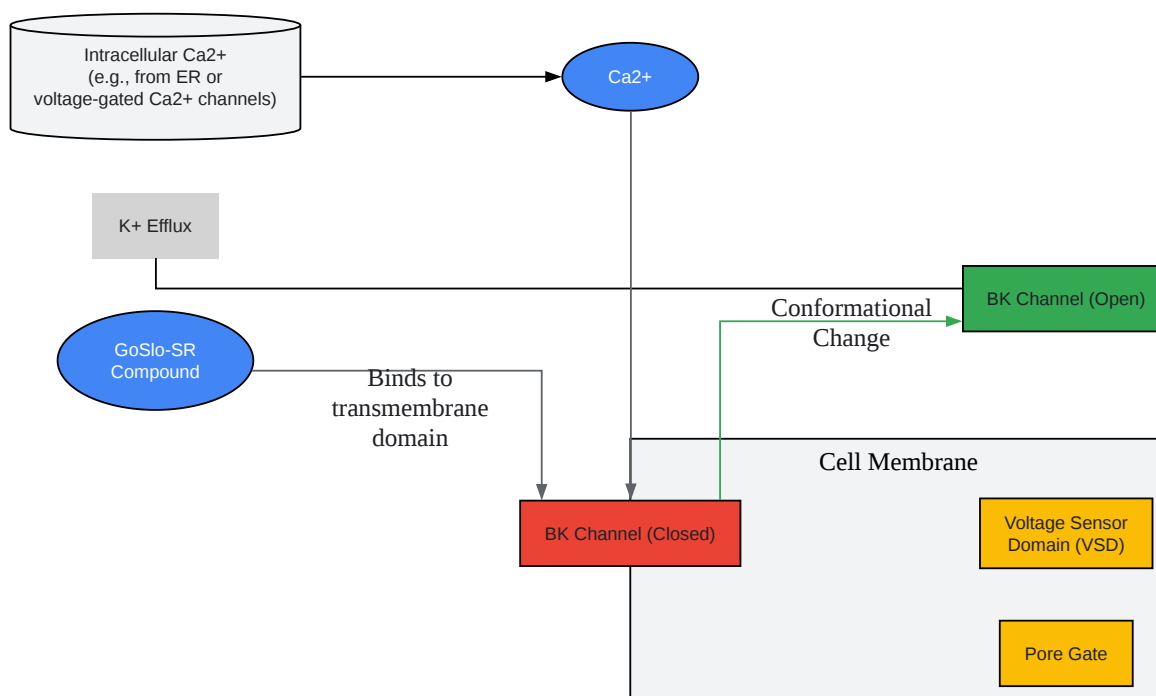 Intracellular Ca2+
(e.g., from ER or
voltage-gated Ca2+ channels)
Ca2+
K+ Efflux
BK Channel (Open)
Conformational
Change
GoSlo-SR
Compound
Binds to
transmembrane
domain
Cell Membrane
BK Channel (Closed)
Voltage Sensor
Domain (VSD)
Pore Gate